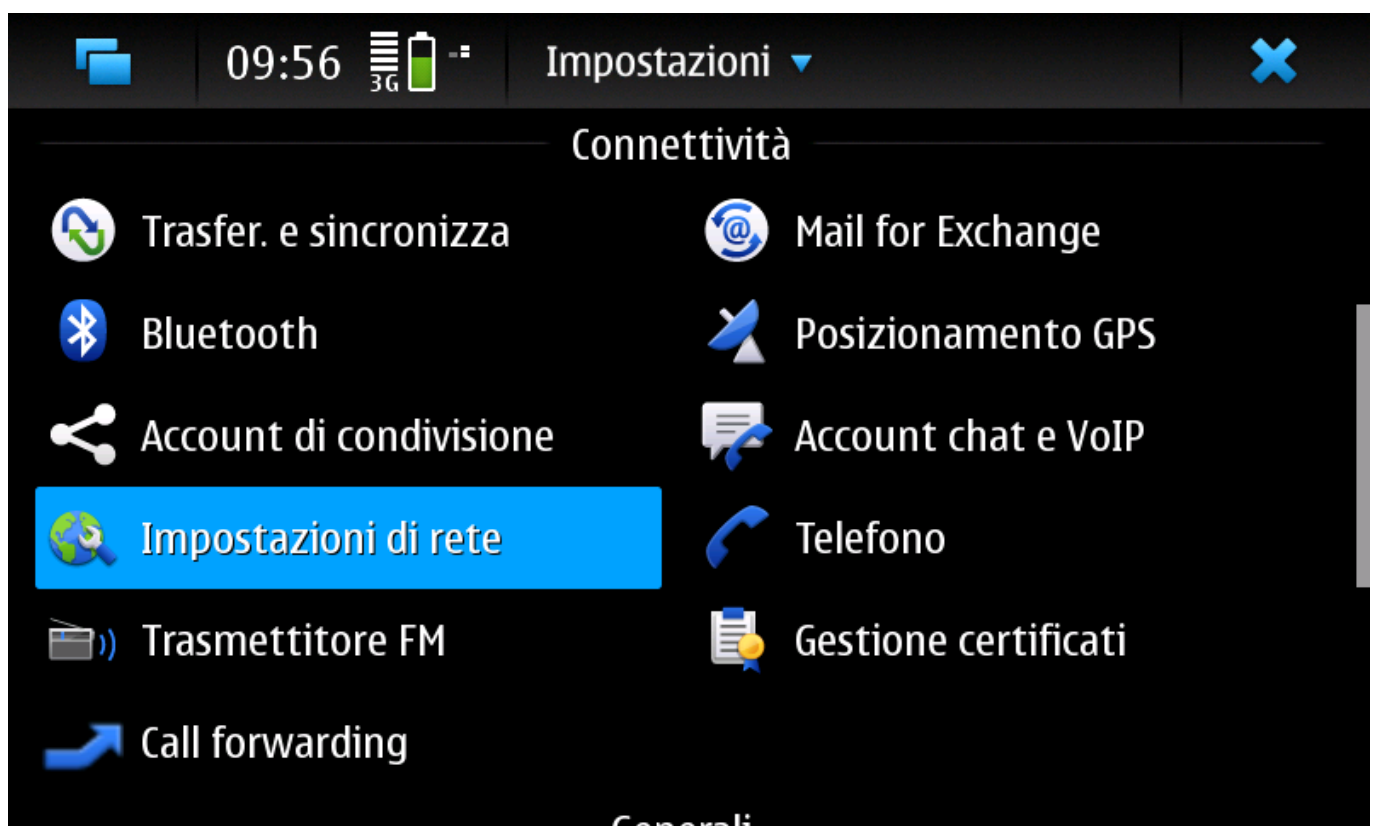 09:56 3G Impostazioni
Connettività
Trasfer. e sincronizza
Mail for Exchange
Bluetooth
Posizionamento GPS
Account di condivisione
Account chat e VoIP
Impostazioni di rete
Telefono
Trasmettitore FM
Gestione certificati
Call forwarding
Generali